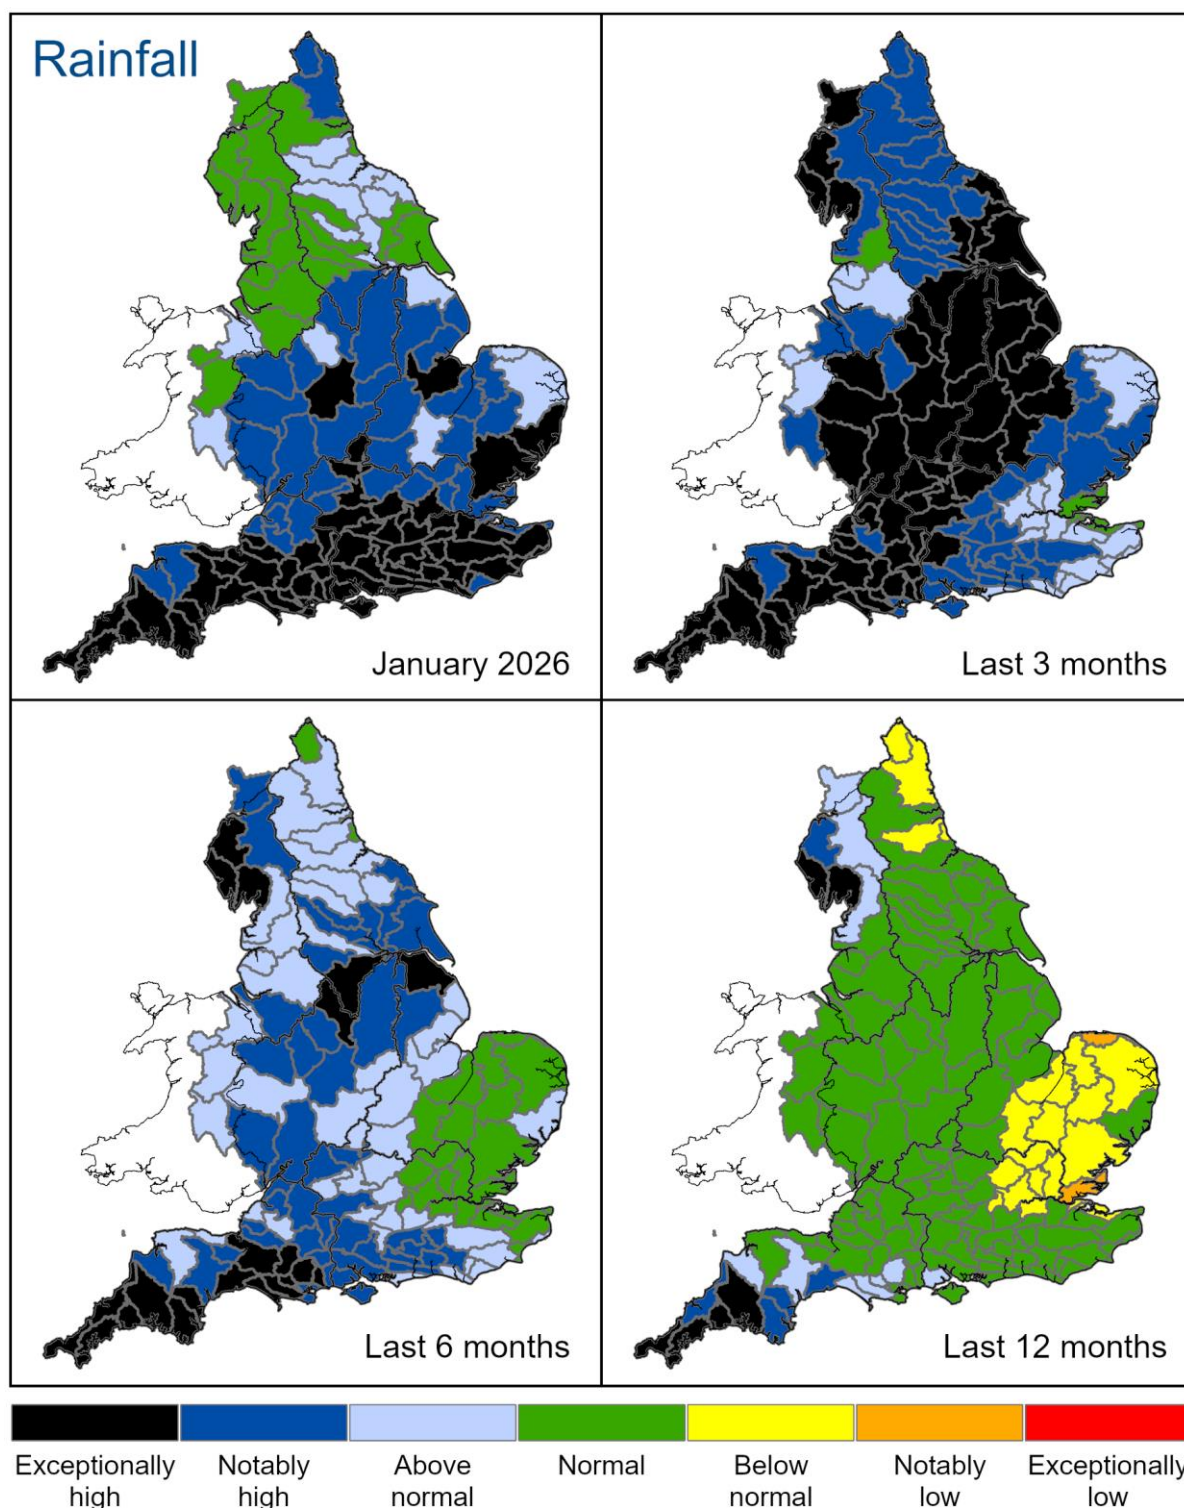 Rainfall
January 2026
Last 3 months
Last 6 months
Last 12 months
Exceptionally high
Notably high
Above normal
Normal
Below normal
Notably low
Exceptionally low